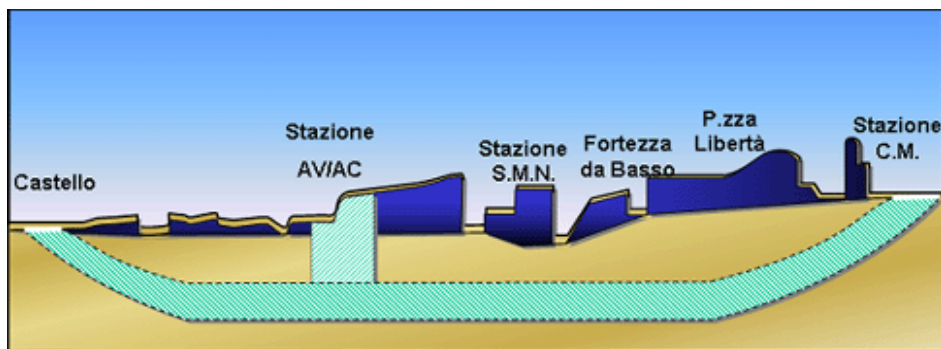 Castello
Stazione
AV/AC
Stazione
S.M.N.
Fortezza
da Basso
P.zza
Libertà
Stazione
C.M.